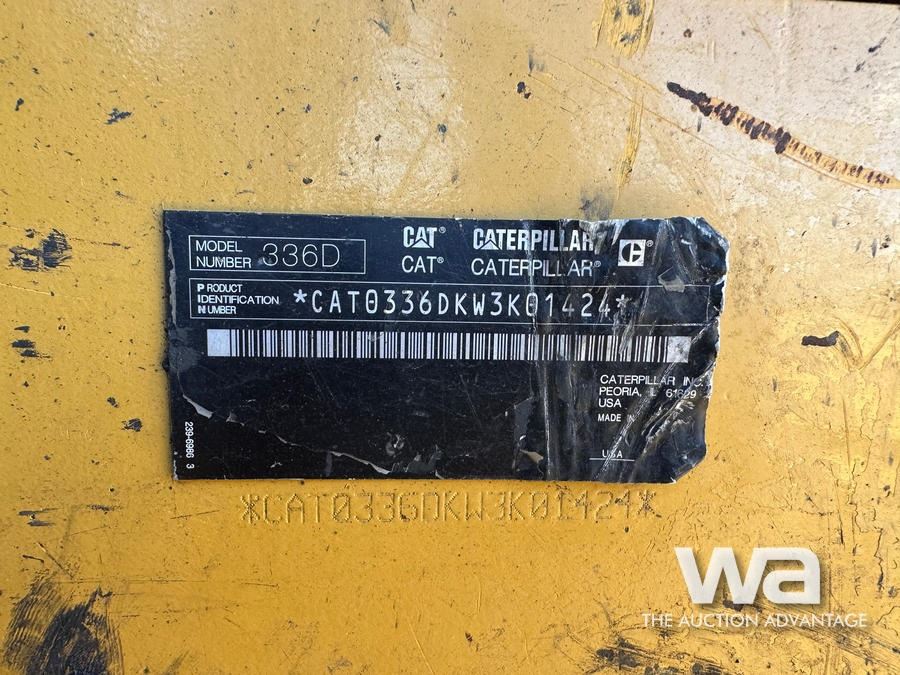 MODEL NUMBER 336D
CAT® CATERPILLAR ®
CAT® CATERPILLAR®
PRODUCT IDENTIFICATION NUMBER *CAT0336DKW3K01424*
CATERPILLAR INC.
PEORIA, IL 61629
USA
MADE IN
USA
239-6986 3
*CAT0336DKW3K01424*
wa
THE AUCTION ADVANTAGE